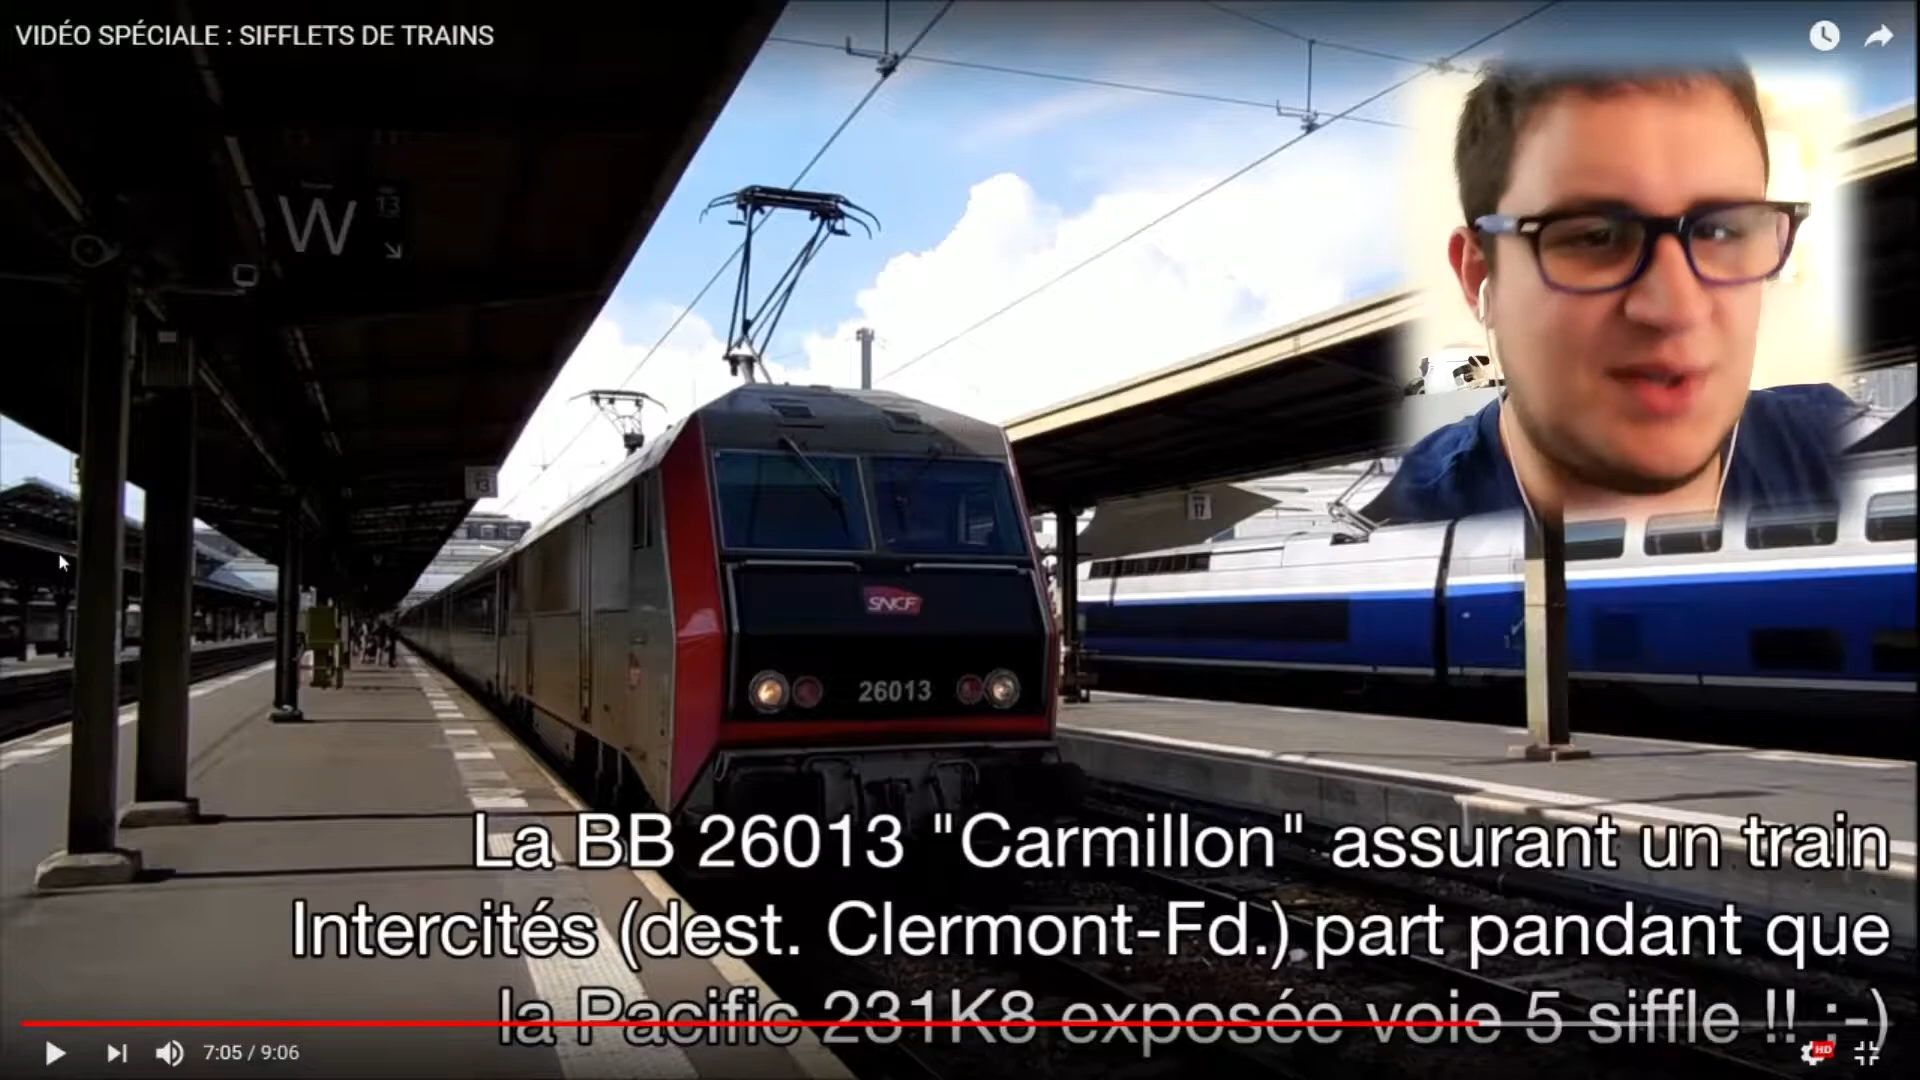 VIDÉO SPÉCIALE : SIFFLETS DE TRAINS
W 13
13
17
SNCF
26013
La BB 26013 "Carmillon" assurant un train
Intercités (dest. Clermont-Fd.) part pandant que
la Pacific 231K8 exposée voie 5 siffle !! ;-)
7:05 / 9:06
HD